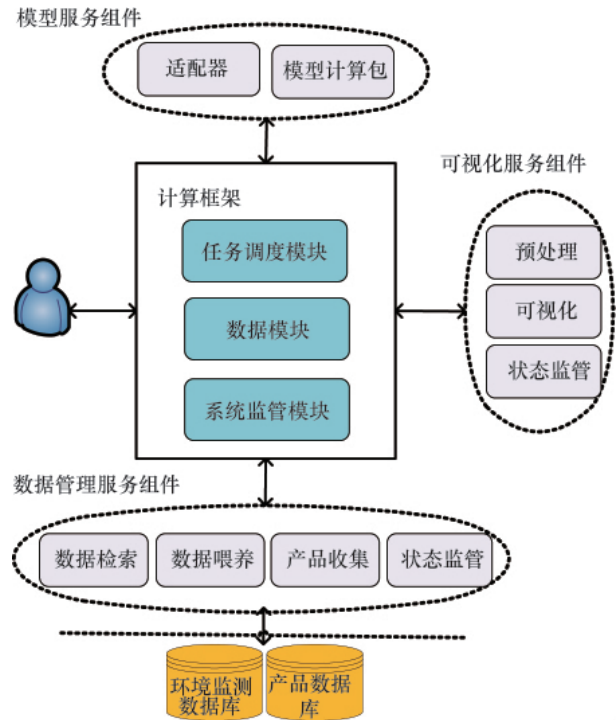 模型服务组件
适配器
模型计算包
计算框架
任务调度模块
数据模块
系统监管模块
可视化服务组件
预处理
可视化
状态监管
数据管理服务组件
数据检索
数据喂养
产品收集
状态监管
环境监测
数据库
产品数据
库